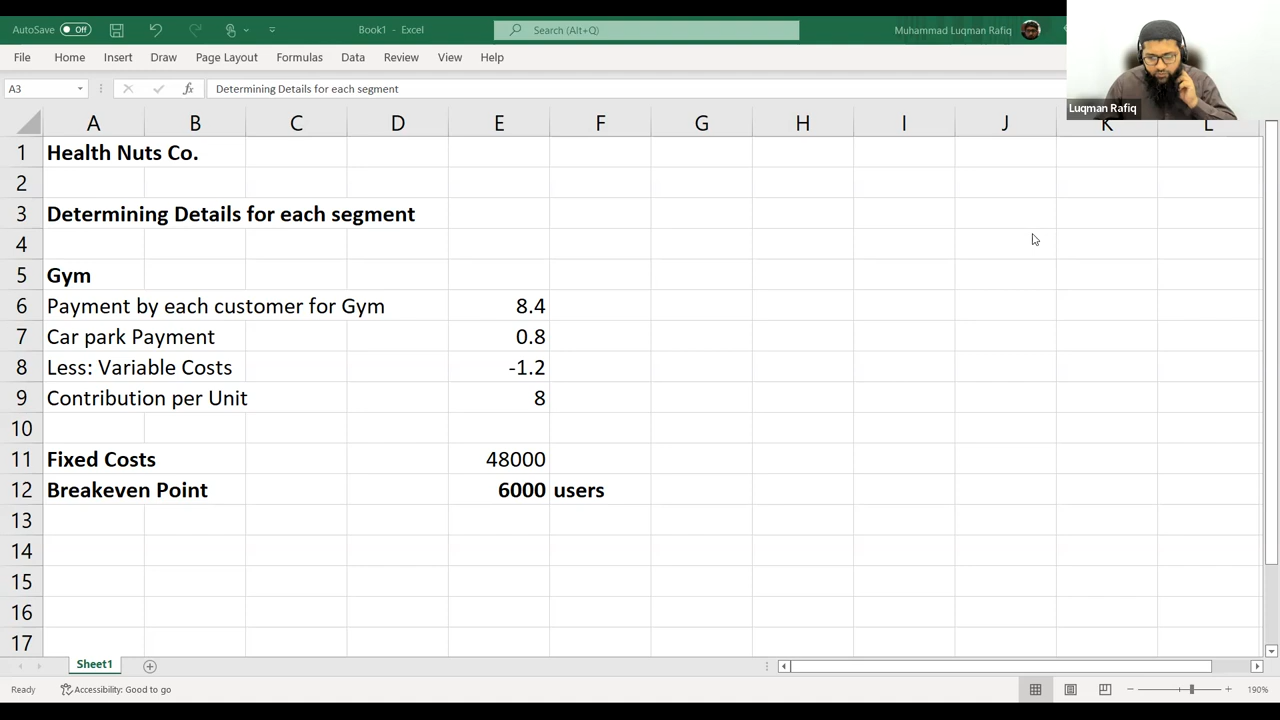 AutoSave Off Book1 - Excel Search (Alt+Q) Muhammad Luqman Rafiq
File Home Insert Draw Page Layout Formulas Data Review View Help
Luqman Rafiq
A3 fx Determining Details for each segment
A B C D E F G H I J K L
1 Health Nuts Co.
2
3 Determining Details for each segment
4
5 Gym
6 Payment by each customer for Gym 8.4
7 Car park Payment 0.8
8 Less: Variable Costs -1.2
9 Contribution per Unit 8
10
11 Fixed Costs 48000
12 Breakeven Point 6000 users
13
14
15
16
17
Sheet1
Ready Accessibility: Good to go 190%